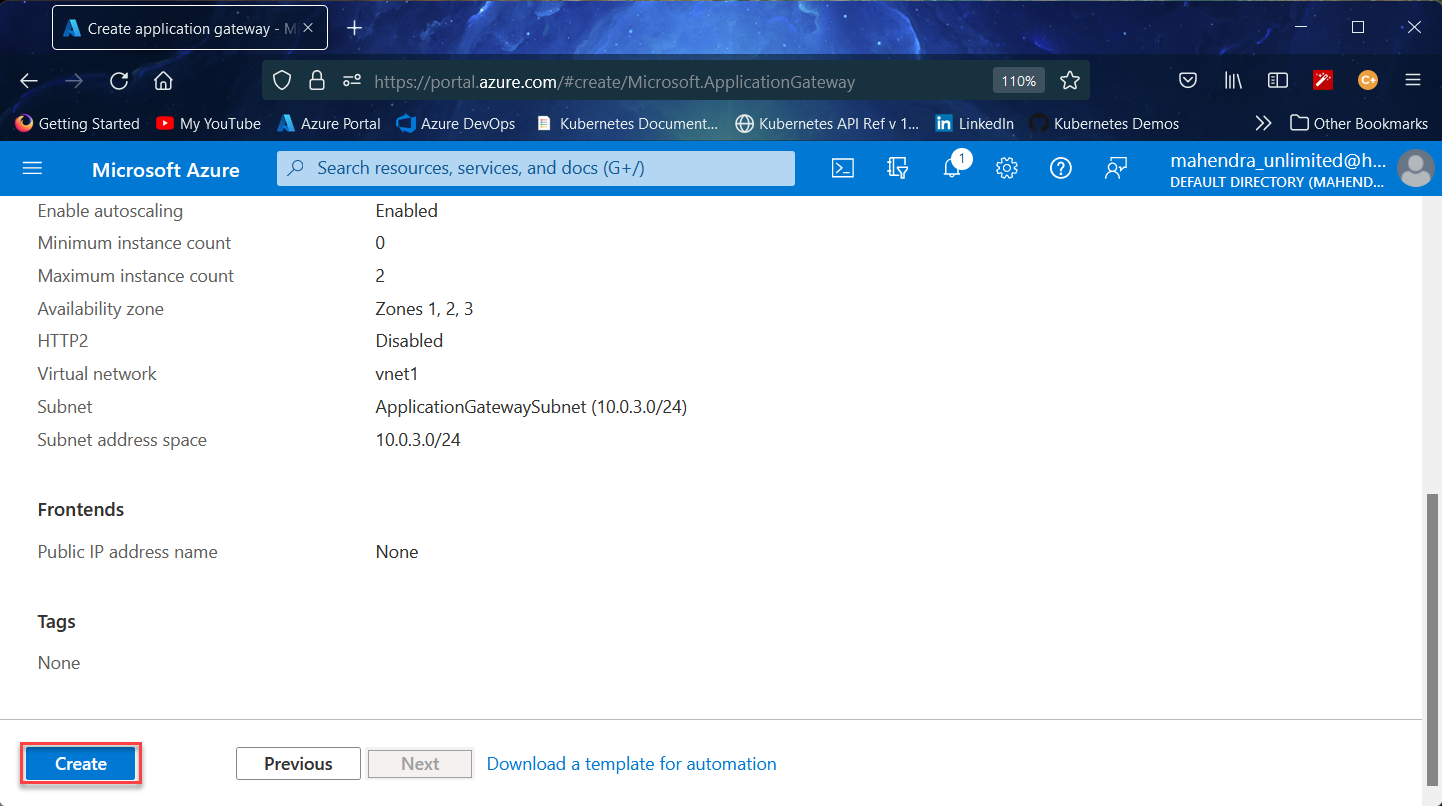 Create application gateway - M
https://portal.azure.com/#create/Microsoft.ApplicationGateway
110%
Getting Started
My YouTube
Azure Portal
Azure DevOps
Kubernetes Document...
Kubernetes API Ref v 1...
LinkedIn
Kubernetes Demos
Other Bookmarks
Microsoft Azure
Search resources, services, and docs (G+/)
1
mahendra_unlimited@h...
DEFAULT DIRECTORY (MAHEND...
Enable autoscaling Enabled
Minimum instance count 0
Maximum instance count 2
Availability zone Zones 1, 2, 3
HTTP2 Disabled
Virtual network vnet1
Subnet ApplicationGatewaySubnet (10.0.3.0/24)
Subnet address space 10.0.3.0/24
Frontends
Public IP address name None
Tags
None
Create Previous Next Download a template for automation